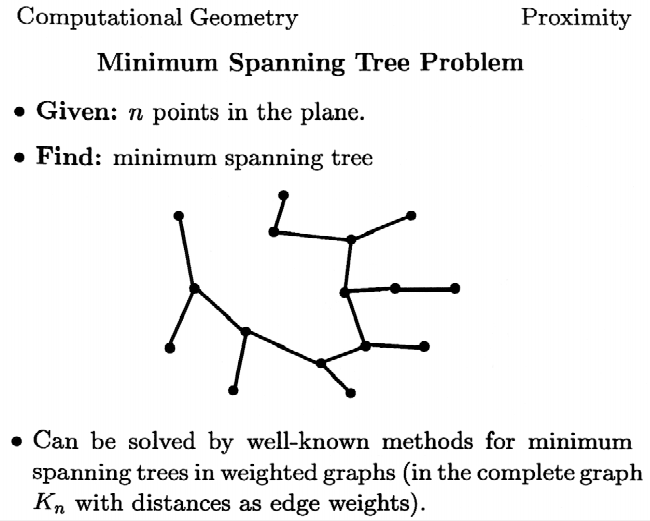 Computational Geometry Proximity
Minimum Spanning Tree Problem
• Given: n points in the plane.
• Find: minimum spanning tree
• Can be solved by well-known methods for minimum
spanning trees in weighted graphs (in the complete graph
Kₙ with distances as edge weights).